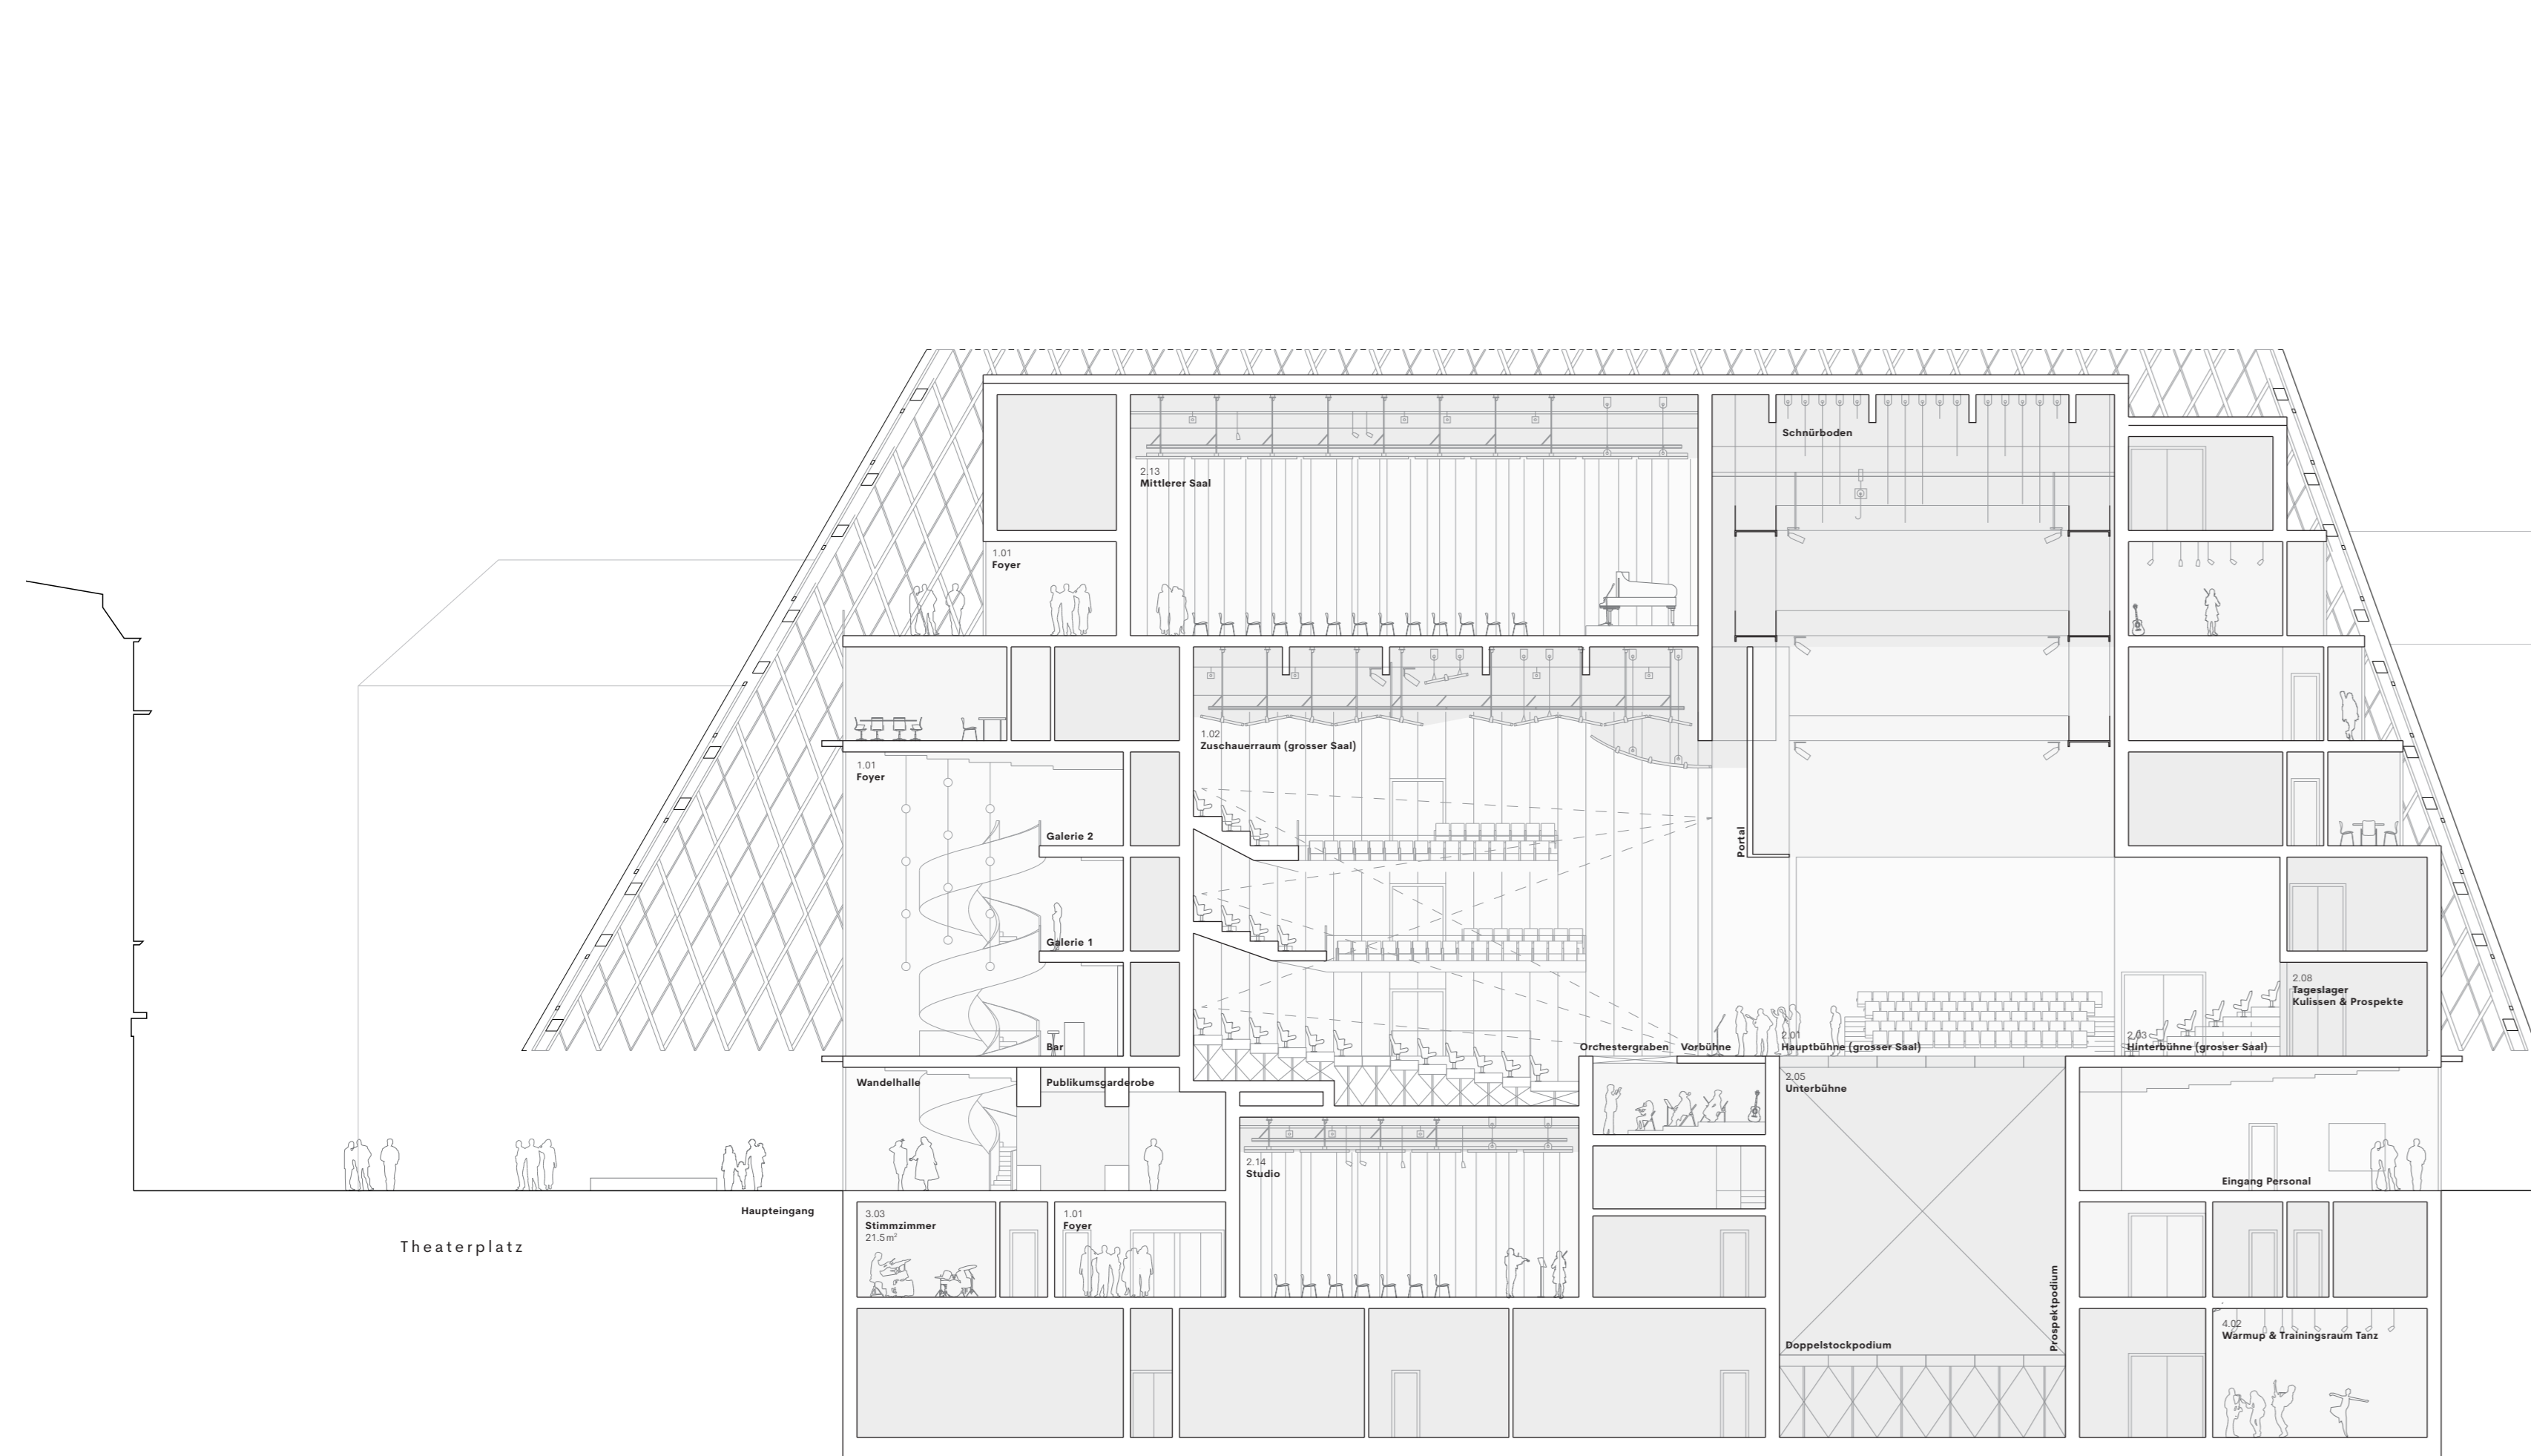 Schnürboden
2.13
Mittlerer Saal
1.01
Foyer
1.02
Zuschauerraum (grosser Saal)
1.01
Foyer
Galerie 2
Portal
Galerie 1
2.08
Tageslager
Kulissen & Prospekte
Bar
Orchestergraben
Vorbühne
2.01
Hauptbühne (grosser Saal)
2.03
Hinterbühne (grosser Saal)
Wandelhalle
Publikumsgarderobe
2.05
Unterbühne
2.14
Studio
Eingang Personal
Haupteingang
3.03
Stimmzimmer
21.5 m²
1.01
Foyer
Theaterplatz
Prospektpodium
Doppelstockpodium
4.02
Warmup & Trainingsraum Tanz